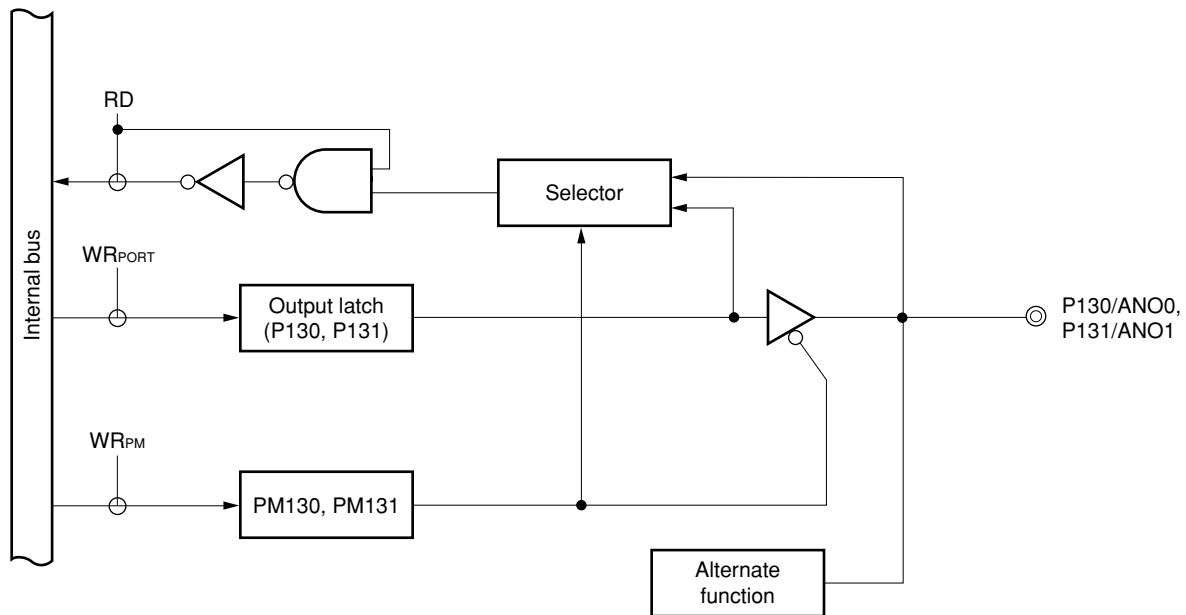 RD
Selector
Internal bus
WRPORT
Output latch
(P130, P131)
P130/ANO0,
P131/ANO1
WRPM
PM130, PM131
Alternate
function